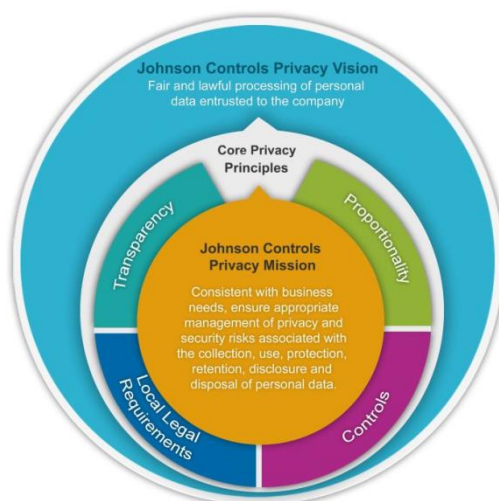 Johnson Controls Privacy Vision
Fair and lawful processing of personal
data entrusted to the company
Core Privacy
Principles
Transparency
Proportionality
Johnson Controls
Privacy Mission
Consistent with business
needs, ensure appropriate
management of privacy and
security risks associated with
the collection, use, protection,
retention, disclosure and
disposal of personal data.
Local Legal
Requirements
Controls